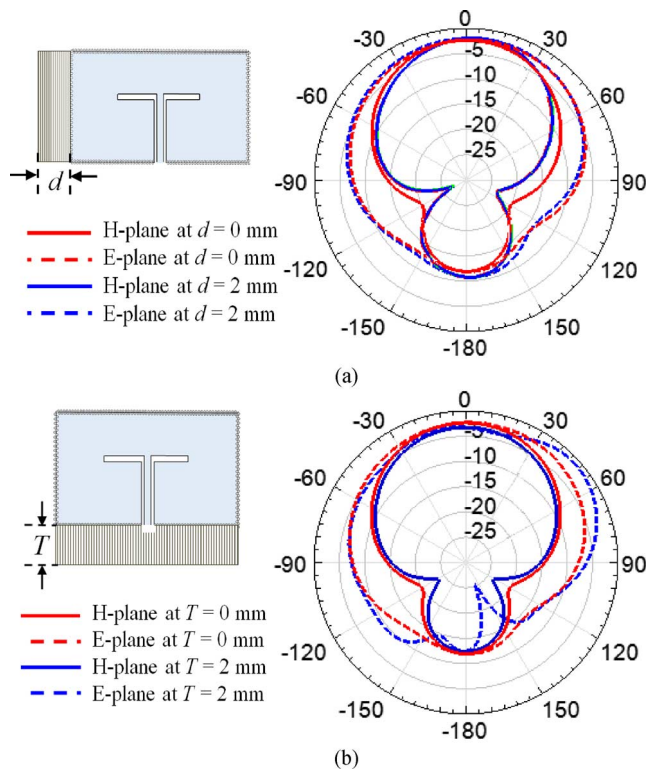 0
-30
30
-5
-60
60
-10
-15
-20
-25
-90
90
d
H-plane at d = 0 mm
E-plane at d = 0 mm
H-plane at d = 2 mm
E-plane at d = 2 mm
-120
120
-150
150
-180
(a)
0
-30
30
-5
-60
60
-10
-15
-20
-25
T
-90
90
H-plane at T = 0 mm
E-plane at T = 0 mm
H-plane at T = 2 mm
E-plane at T = 2 mm
-120
120
-150
150
-180
(b)